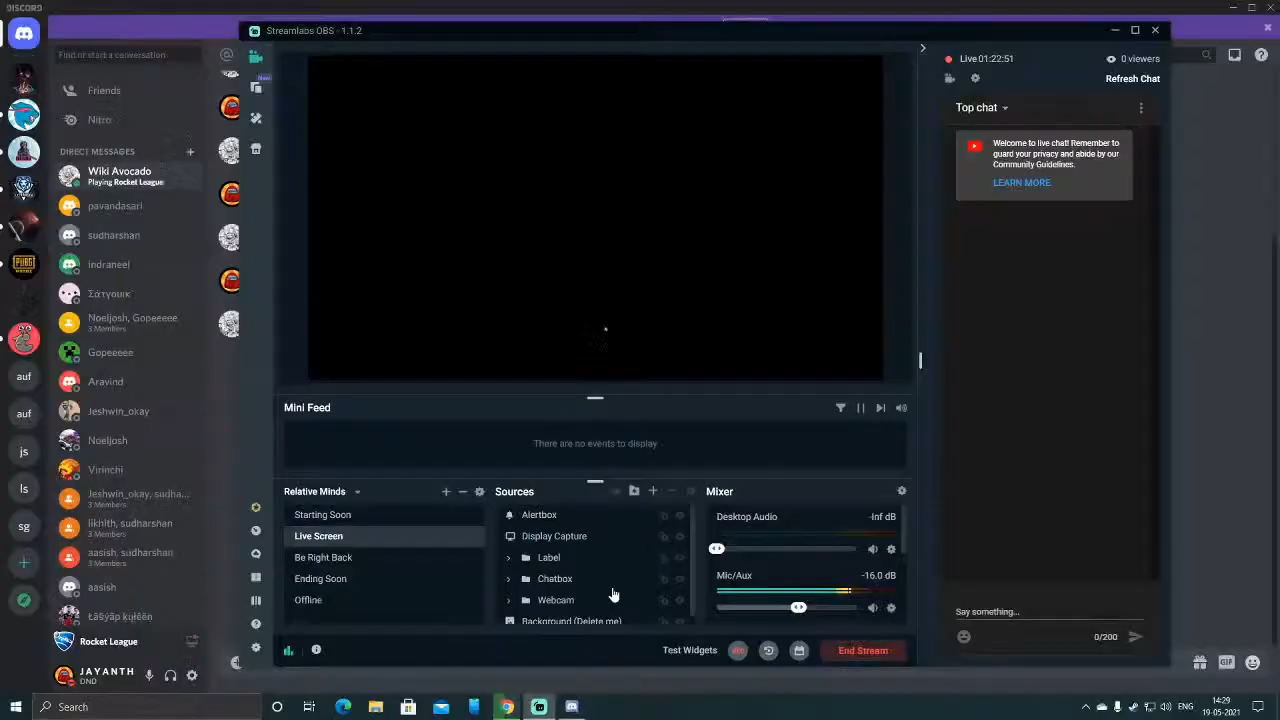 DISCORD
Streamlabs OBS - 1.1.2
Find or start a conversation
New
Friends
Nitro
DIRECT MESSAGES
Wiki Avocado
Playing Rocket League
pavandasari
sudharshan
indraneel
Σατγουικ
Noeljosh, Gopeeeee
3 Members
Gopeeeee
Aravind
Jeshwin_okay
Noeljosh
Virinchi
Jeshwin_okay, sudha...
3 Members
likhith, sudharshan
3 Members
aasish, sudharshan
3 Members
aasish
auf
auf
js
ls
sg
Rocket League
JAYANTH
DND
Live 01:22:51
0 viewers
Refresh Chat
Top chat
Welcome to live chat! Remember to
guard your privacy and abide by our
Community Guidelines.
LEARN MORE
Mini Feed
There are no events to display
Relative Minds
Starting Soon
Live Screen
Be Right Back
Ending Soon
Offline
Sources
Alertbox
Display Capture
Label
Chatbox
Webcam
Background (Delete me)
Mixer
Desktop Audio
-Inf dB
Mic/Aux
-16.0 dB
Test Widgets
REC
End Stream
Say something...
0/200
GIF
Search
ENG
14:29
19-05-2021